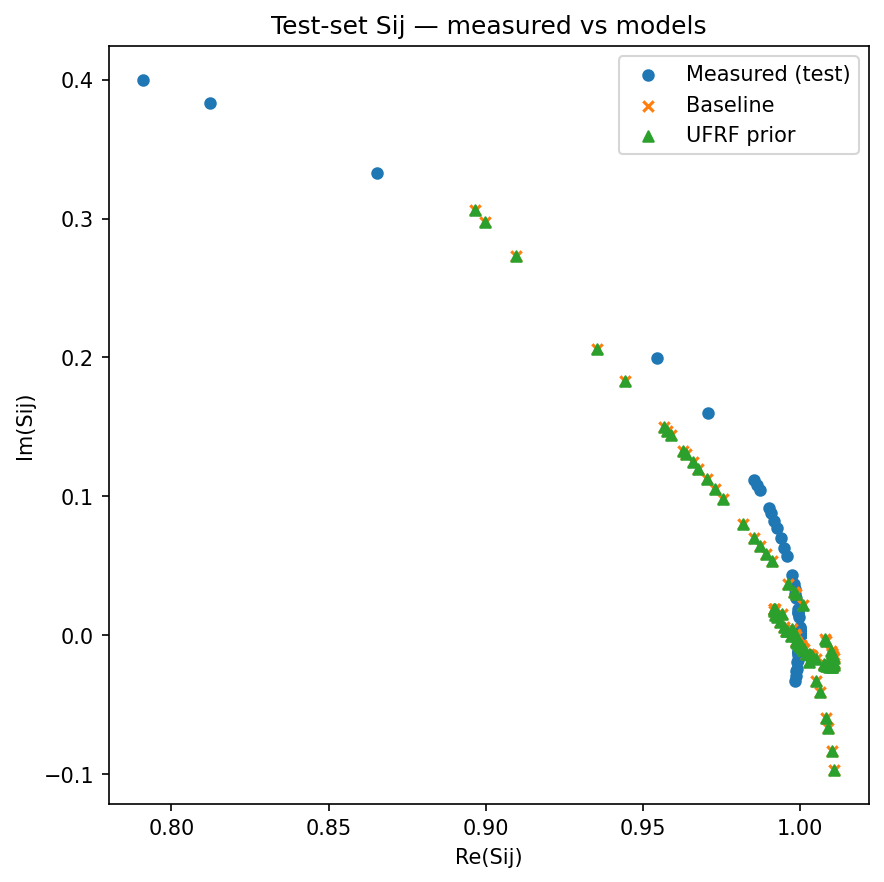 Test-set Sij — measured vs models
Measured (test)
Baseline
UFRF prior
0.4
0.3
0.2
0.1
0.0
−0.1
Im(Sij)
0.80
0.85
0.90
0.95
1.00
Re(Sij)